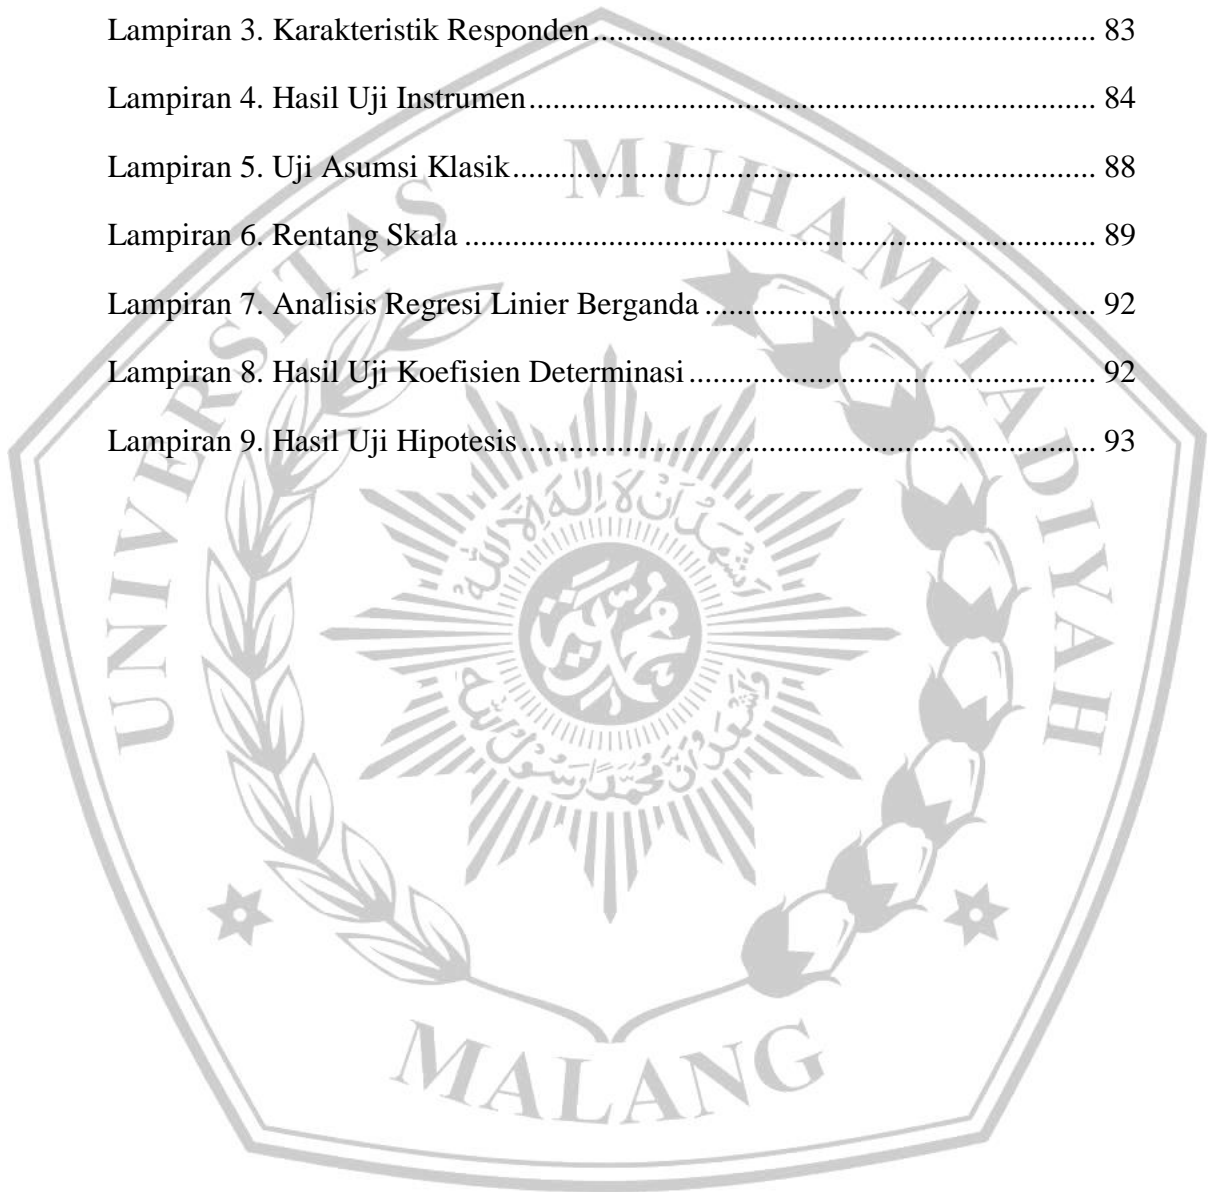 Lampiran 3. Karakteristik Responden................................................................ 83
Lampiran 4. Hasil Uji Instrumen........................................................................ 84
Lampiran 5. Uji Asumsi Klasik.......................................................................... 88
Lampiran 6. Rentang Skala ................................................................................ 89
Lampiran 7. Analisis Regresi Linier Berganda .................................................. 92
Lampiran 8. Hasil Uji Koefisien Determinasi.................................................... 92
Lampiran 9. Hasil Uji Hipotesis......................................................................... 93
UNIVERSITAS MUHAMMADIYAH
MALANG